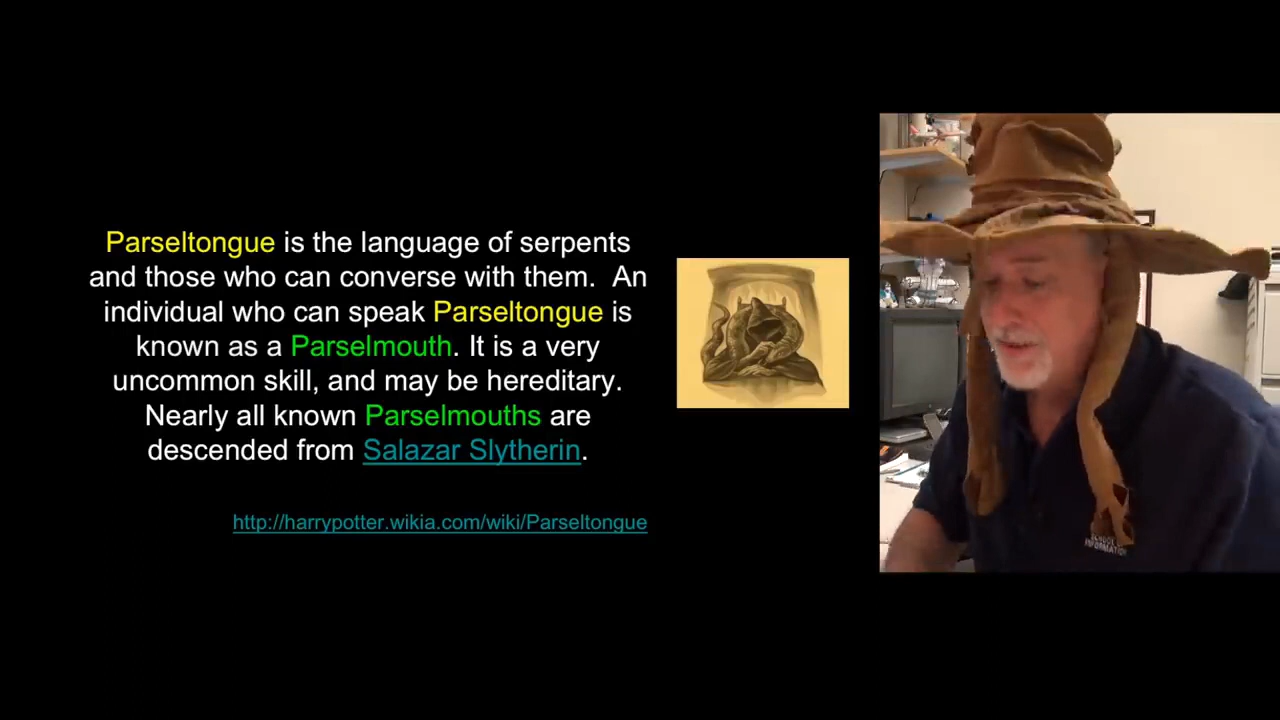 Parseltongue is the language of serpents
and those who can converse with them.  An
individual who can speak Parseltongue is
known as a Parselmouth. It is a very
uncommon skill, and may be hereditary.
Nearly all known Parselmouths are
descended from Salazar Slytherin.
http://harrypotter.wikia.com/wiki/Parseltongue
INFORMATION